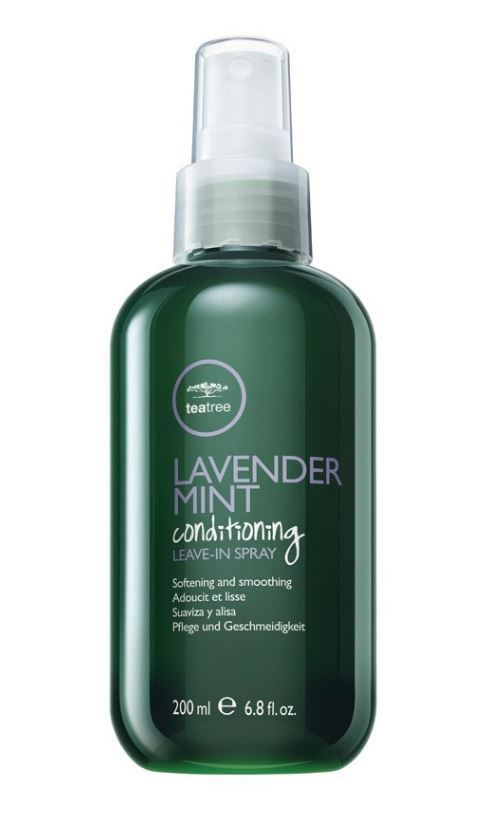 teatree
LAVENDER
MINT
conditioning
LEAVE-IN SPRAY
Softening and smoothing
Adoucit et lisse
Suaviza y alisa
Pflege und Geschmeidigkeit
200 ml ℮ 6.8 fl. oz.